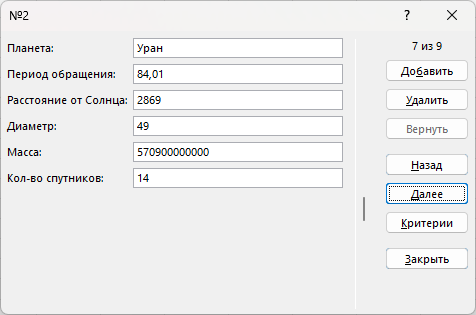 №2
?
Планета: Уран
7 из 9
Период обращения: 84,01
Добавить
Расстояние от Солнца: 2869
Удалить
Диаметр: 49
Вернуть
Масса: 570900000000
Назад
Кол-во спутников: 14
Далее
Критерии
Закрыть